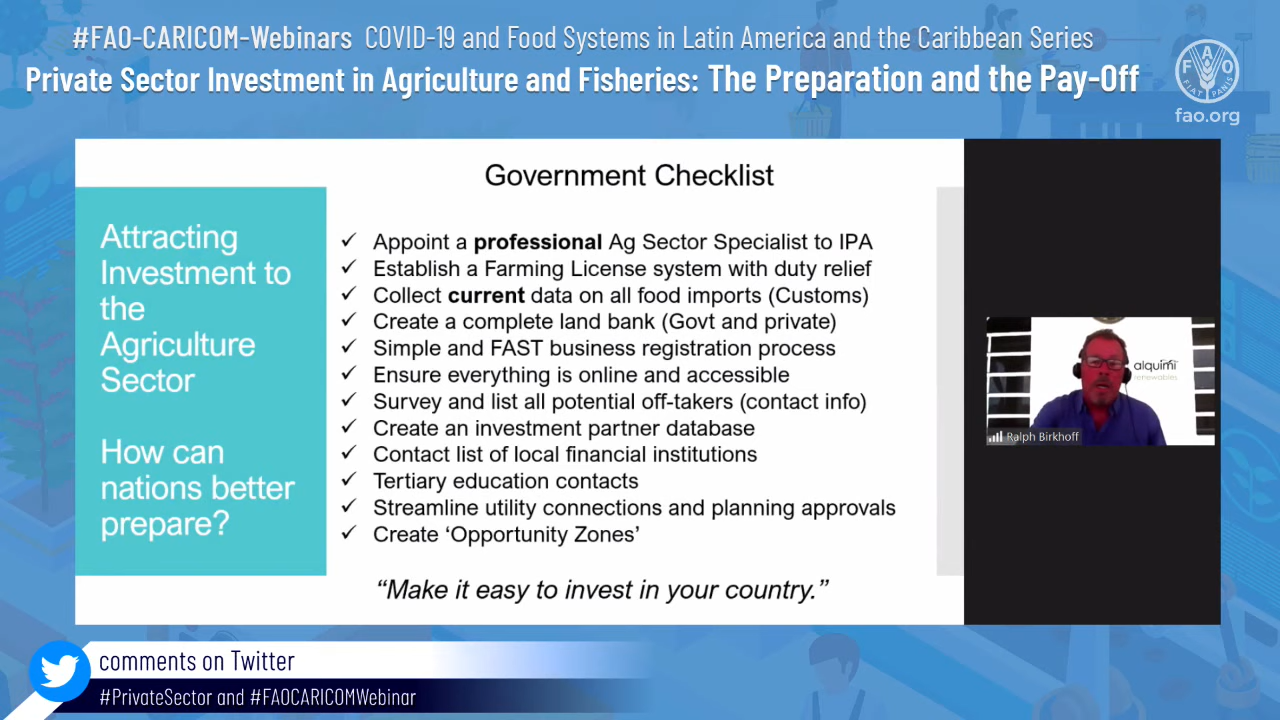 #FAO-CARICOM-Webinars COVID-19 and Food Systems in Latin America and the Caribbean Series
Private Sector Investment in Agriculture and Fisheries: The Preparation and the Pay-Off
F A O
FIAT PANIS
fao.org
Attracting
Investment to
the
Agriculture
Sector
How can
nations better
prepare?
Government Checklist
✓ Appoint a professional Ag Sector Specialist to IPA
✓ Establish a Farming License system with duty relief
✓ Collect current data on all food imports (Customs)
✓ Create a complete land bank (Govt and private)
✓ Simple and FAST business registration process
✓ Ensure everything is online and accessible
✓ Survey and list all potential off-takers (contact info)
✓ Create an investment partner database
✓ Contact list of local financial institutions
✓ Tertiary education contacts
✓ Streamline utility connections and planning approvals
✓ Create ‘Opportunity Zones’
“Make it easy to invest in your country.”
alquimi
renewables
Ralph Birkhoff
comments on Twitter
#PrivateSector and #FAOCARICOMWebinar